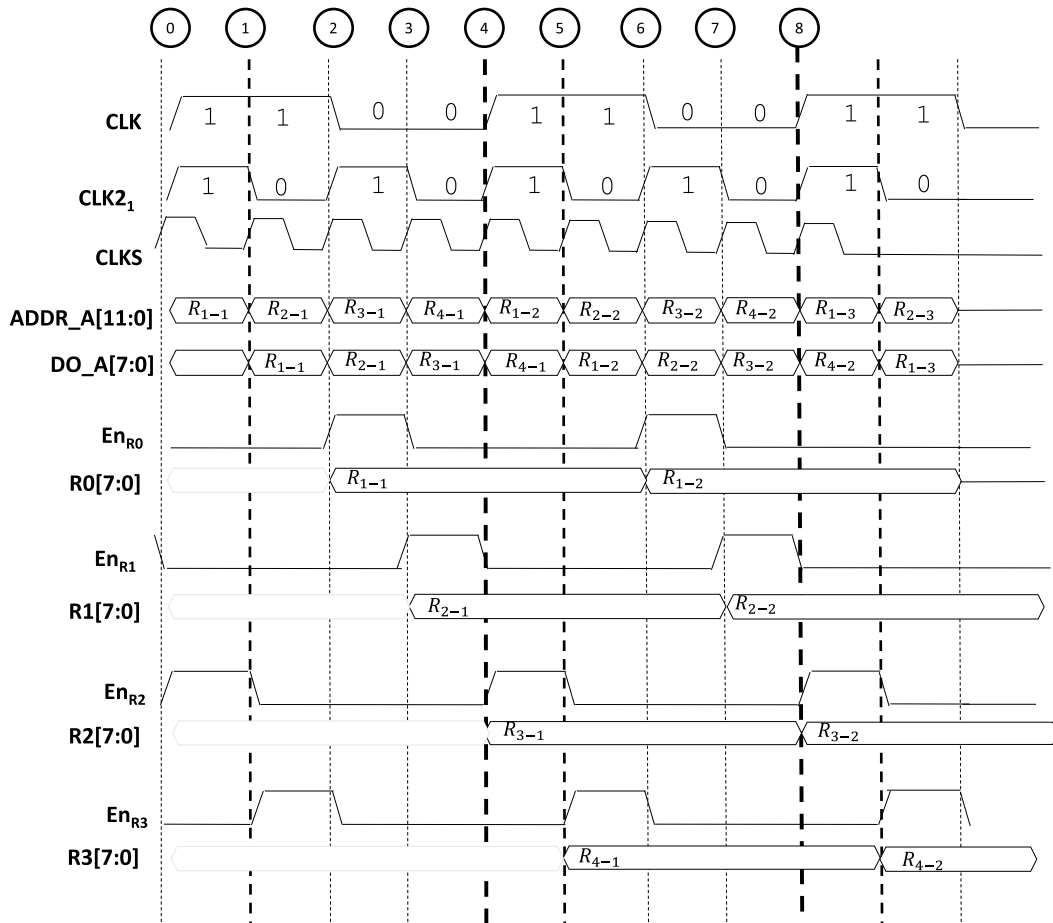 0 1 2 3 4 5 6 7 8
CLK 1 1 0 0 1 1 0 0 1 1
CLK2₁ 1 0 1 0 1 0 1 0 1 0
CLKS
ADDR_A[11:0] R₁₋₁ R₂₋₁ R₃₋₁ R₄₋₁ R₁₋₂ R₂₋₂ R₃₋₂ R₄₋₂ R₁₋₃ R₂₋₃
DO_A[7:0] R₁₋₁ R₂₋₁ R₃₋₁ R₄₋₁ R₁₋₂ R₂₋₂ R₃₋₂ R₄₋₂ R₁₋₃
En_R0
R0[7:0] R₁₋₁ R₁₋₂
En_R1
R1[7:0] R₂₋₁ R₂₋₂
En_R2
R2[7:0] R₃₋₁ R₃₋₂
En_R3
R3[7:0] R₄₋₁ R₄₋₂